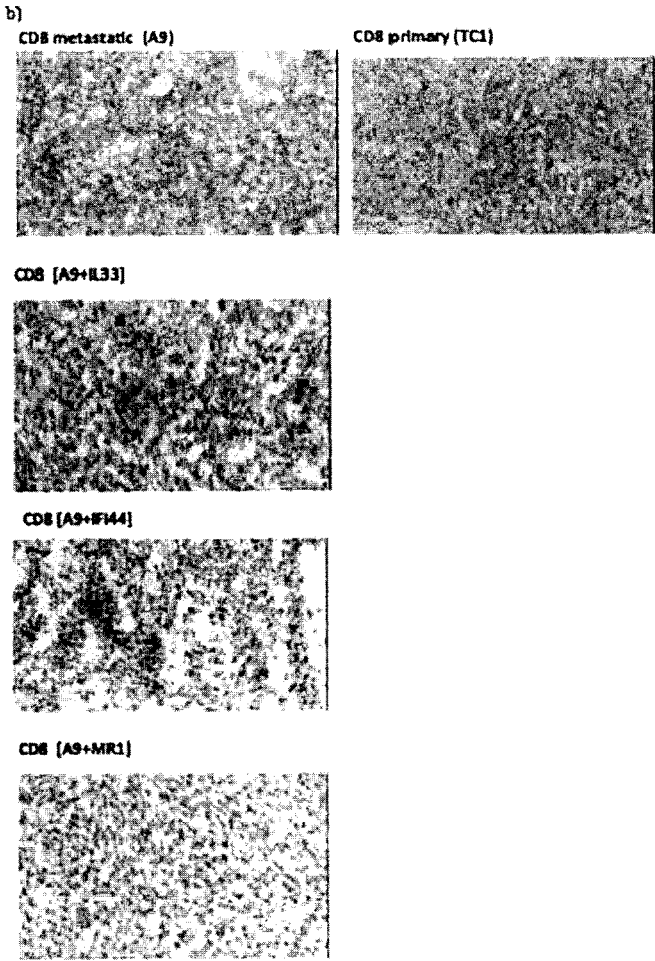 b)
CD8 metastatic (A9)
CD8 primary (TC1)
CD8 [A9+IL33]
CD8 [A9+IFI44]
CD8 [A9+MR1]